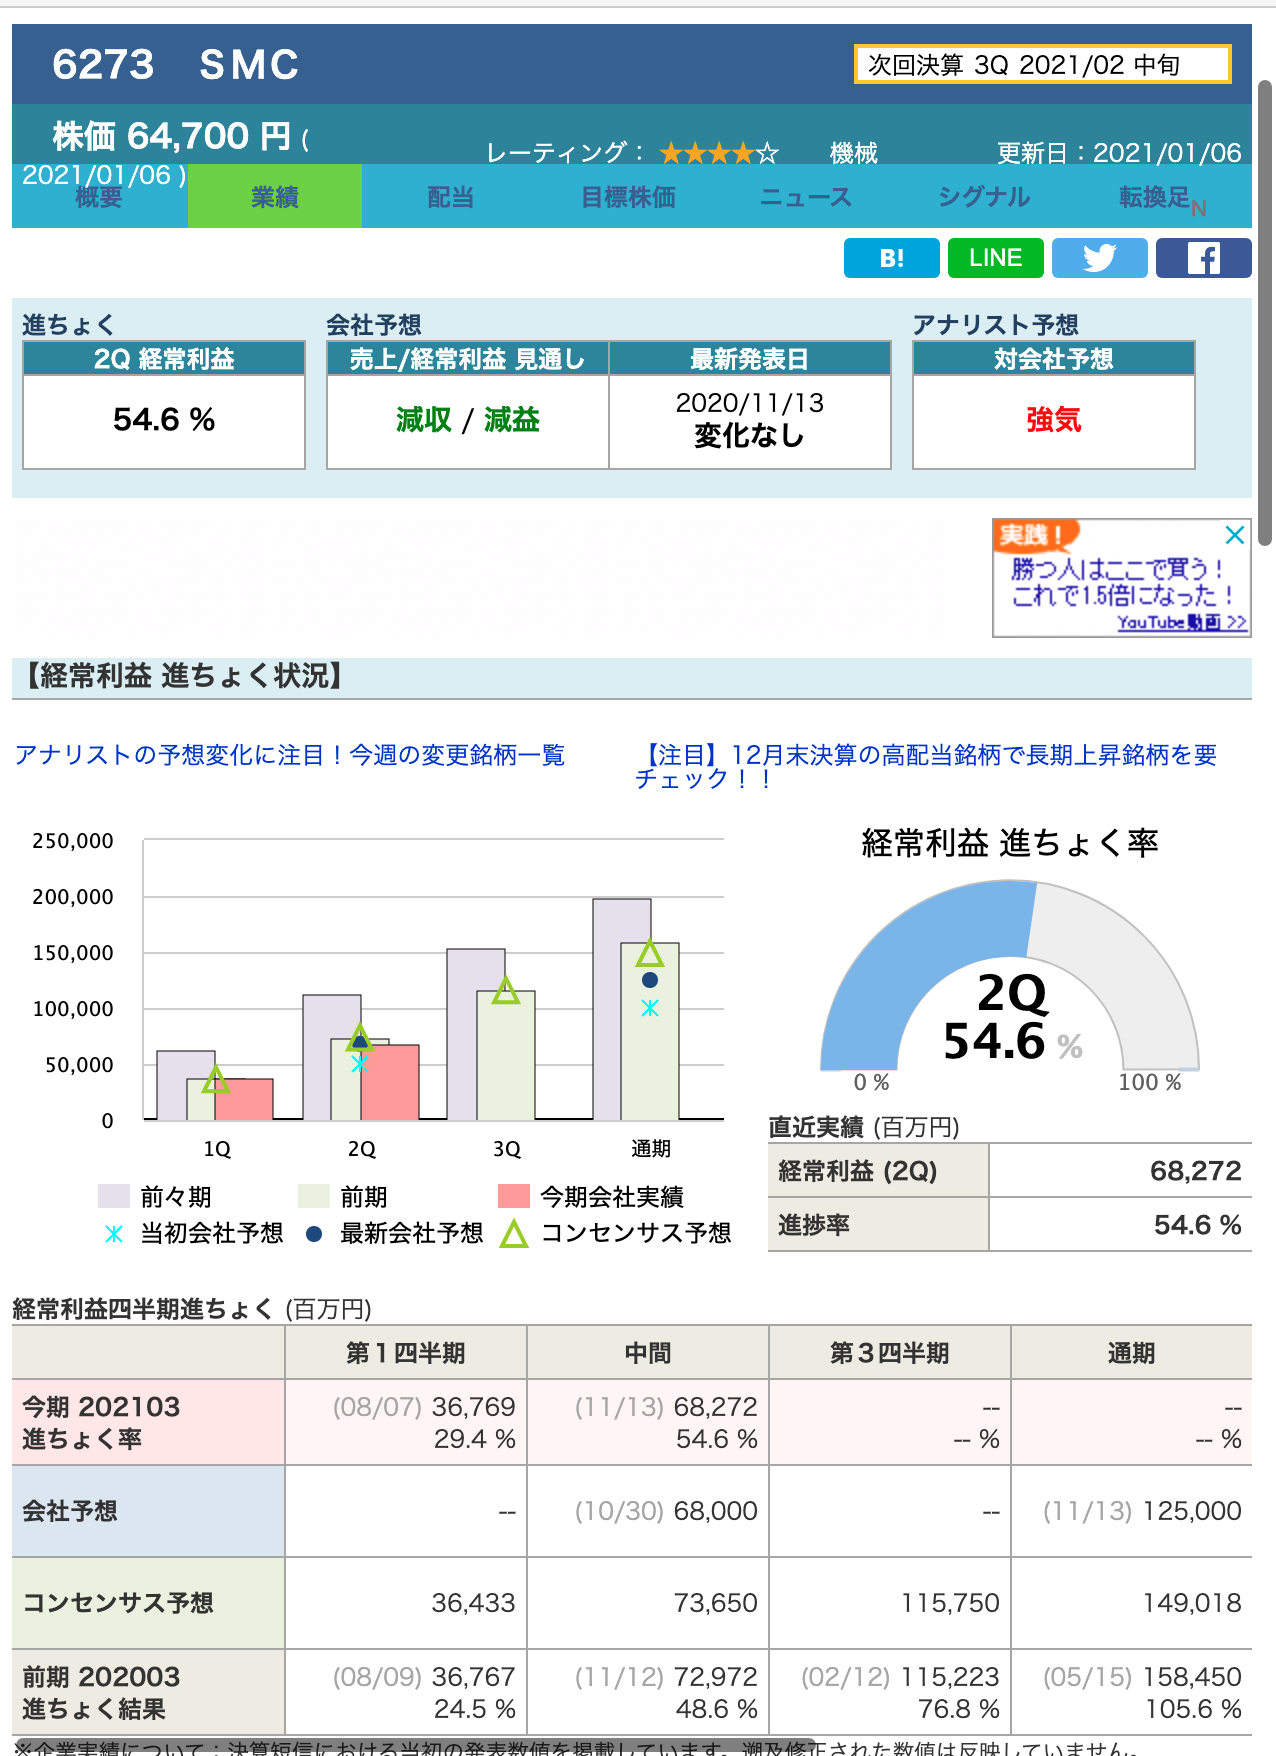 6273　SMC
次回決算 3Q 2021/02 中旬
株価 64,700 円 (
2021/01/06 )
レーティング： ★★★★☆
機械
更新日：2021/01/06
概要
業績
配当
目標株価
ニュース
シグナル
転換足N
B!
LINE
進ちょく
会社予想
アナリスト予想
2Q 経常利益
売上/経常利益 見通し
最新発表日
対会社予想
54.6 %
減収 / 減益
2020/11/13
変化なし
強気
実践！
勝つ人はここで買う！
これで1.5倍になった！
YouTube動画 >>
【経常利益 進ちょく状況】
アナリストの予想変化に注目！今週の変更銘柄一覧
【注目】12月末決算の高配当銘柄で長期上昇銘柄を要
チェック！！
250,000
200,000
150,000
100,000
50,000
0
1Q
2Q
3Q
通期
前々期
前期
今期会社実績
当初会社予想
最新会社予想
コンセンサス予想
経常利益 進ちょく率
2Q
54.6 %
0 %
100 %
直近実績 (百万円)
経常利益 (2Q)
68,272
進捗率
54.6 %
経常利益四半期進ちょく (百万円)
第１四半期
中間
第３四半期
通期
今期 202103
進ちょく率
(08/07) 36,769
29.4 %
(11/13) 68,272
54.6 %
--
-- %
--
-- %
会社予想
--
(10/30) 68,000
--
(11/13) 125,000
コンセンサス予想
36,433
73,650
115,750
149,018
前期 202003
進ちょく結果
(08/09) 36,767
24.5 %
(11/12) 72,972
48.6 %
(02/12) 115,223
76.8 %
(05/15) 158,450
105.6 %
※企業実績について：決算短信における当初の発表数値を掲載しています。遡及修正された数値は反映していません。